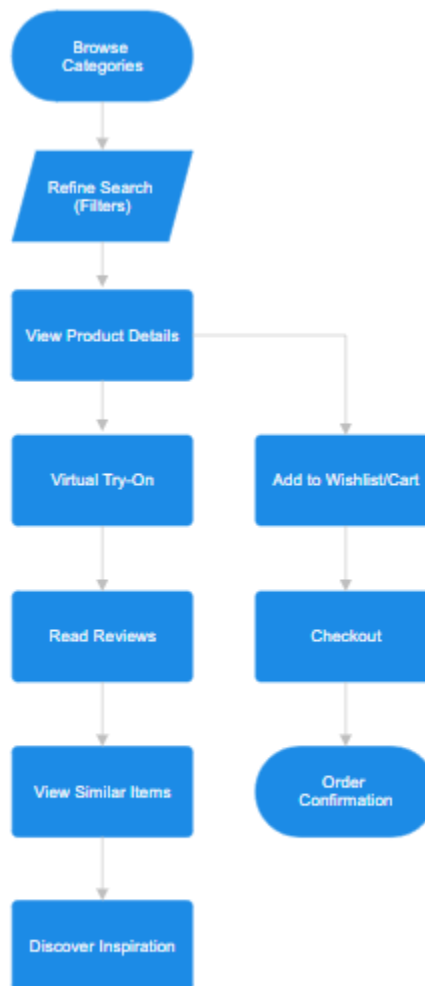 Browse
Categories
Refine Search
(Filters)
View Product Details
Virtual Try-On
Add to Wishlist/Cart
Read Reviews
Checkout
View Similar Items
Order
Confirmation
Discover Inspiration